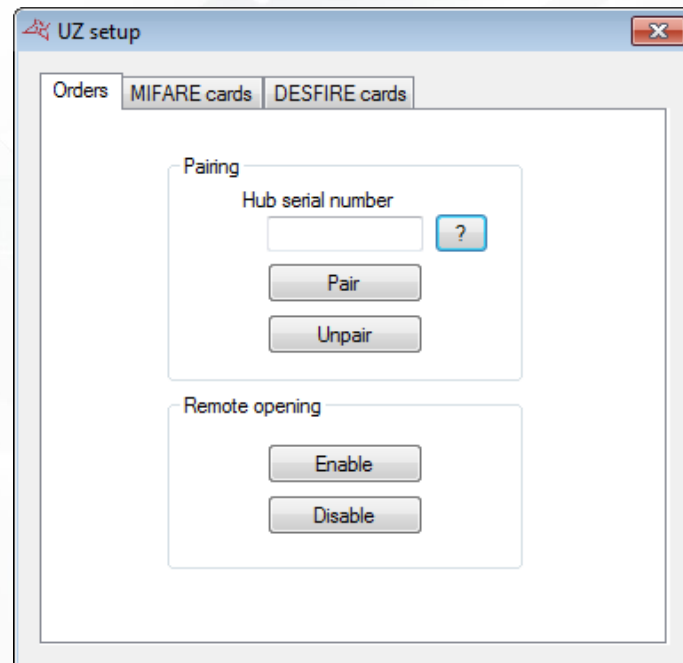 UZ setup
Orders MIFARE cards DESFIRE cards
Pairing
Hub serial number
?
Pair
Unpair
Remote opening
Enable
Disable